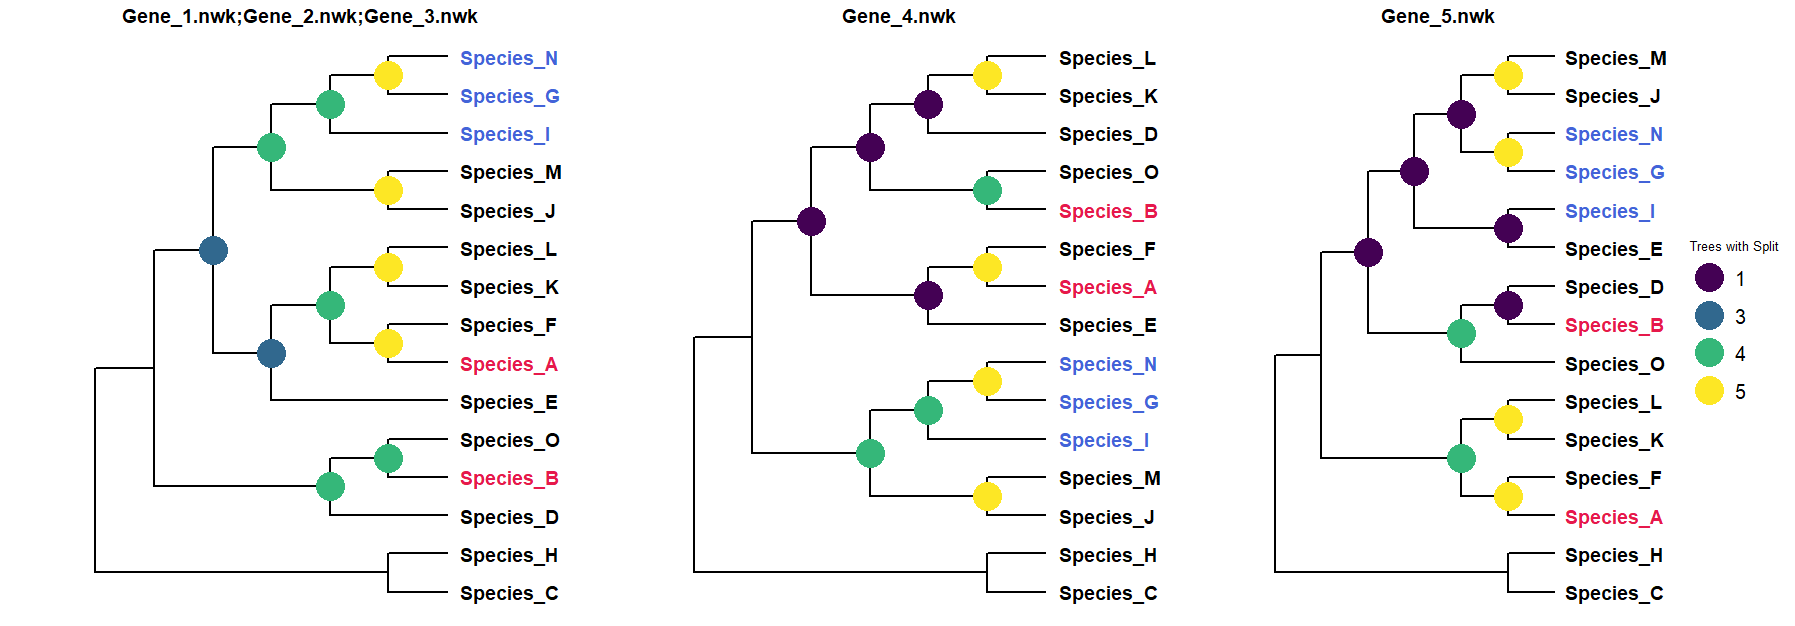 Gene_1.nwk;Gene_2.nwk;Gene_3.nwk
Species_N
Species_G
Species_I
Species_M
Species_J
Species_L
Species_K
Species_F
Species_A
Species_E
Species_O
Species_B
Species_D
Species_H
Species_C
Gene_4.nwk
Species_L
Species_K
Species_D
Species_O
Species_B
Species_F
Species_A
Species_E
Species_N
Species_G
Species_I
Species_M
Species_J
Species_H
Species_C
Gene_5.nwk
Species_M
Species_J
Species_N
Species_G
Species_I
Species_E
Species_D
Species_B
Species_O
Species_L
Species_K
Species_F
Species_A
Species_H
Species_C
Trees with Split
1
3
4
5